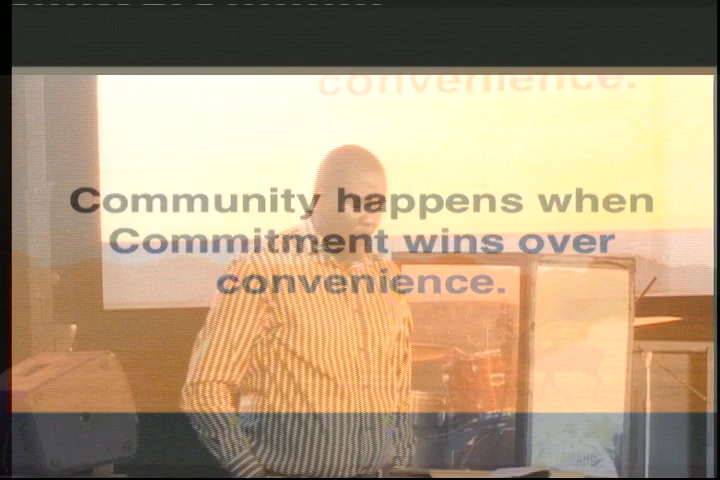 convenience.
Community happens when
Commitment wins over
convenience.